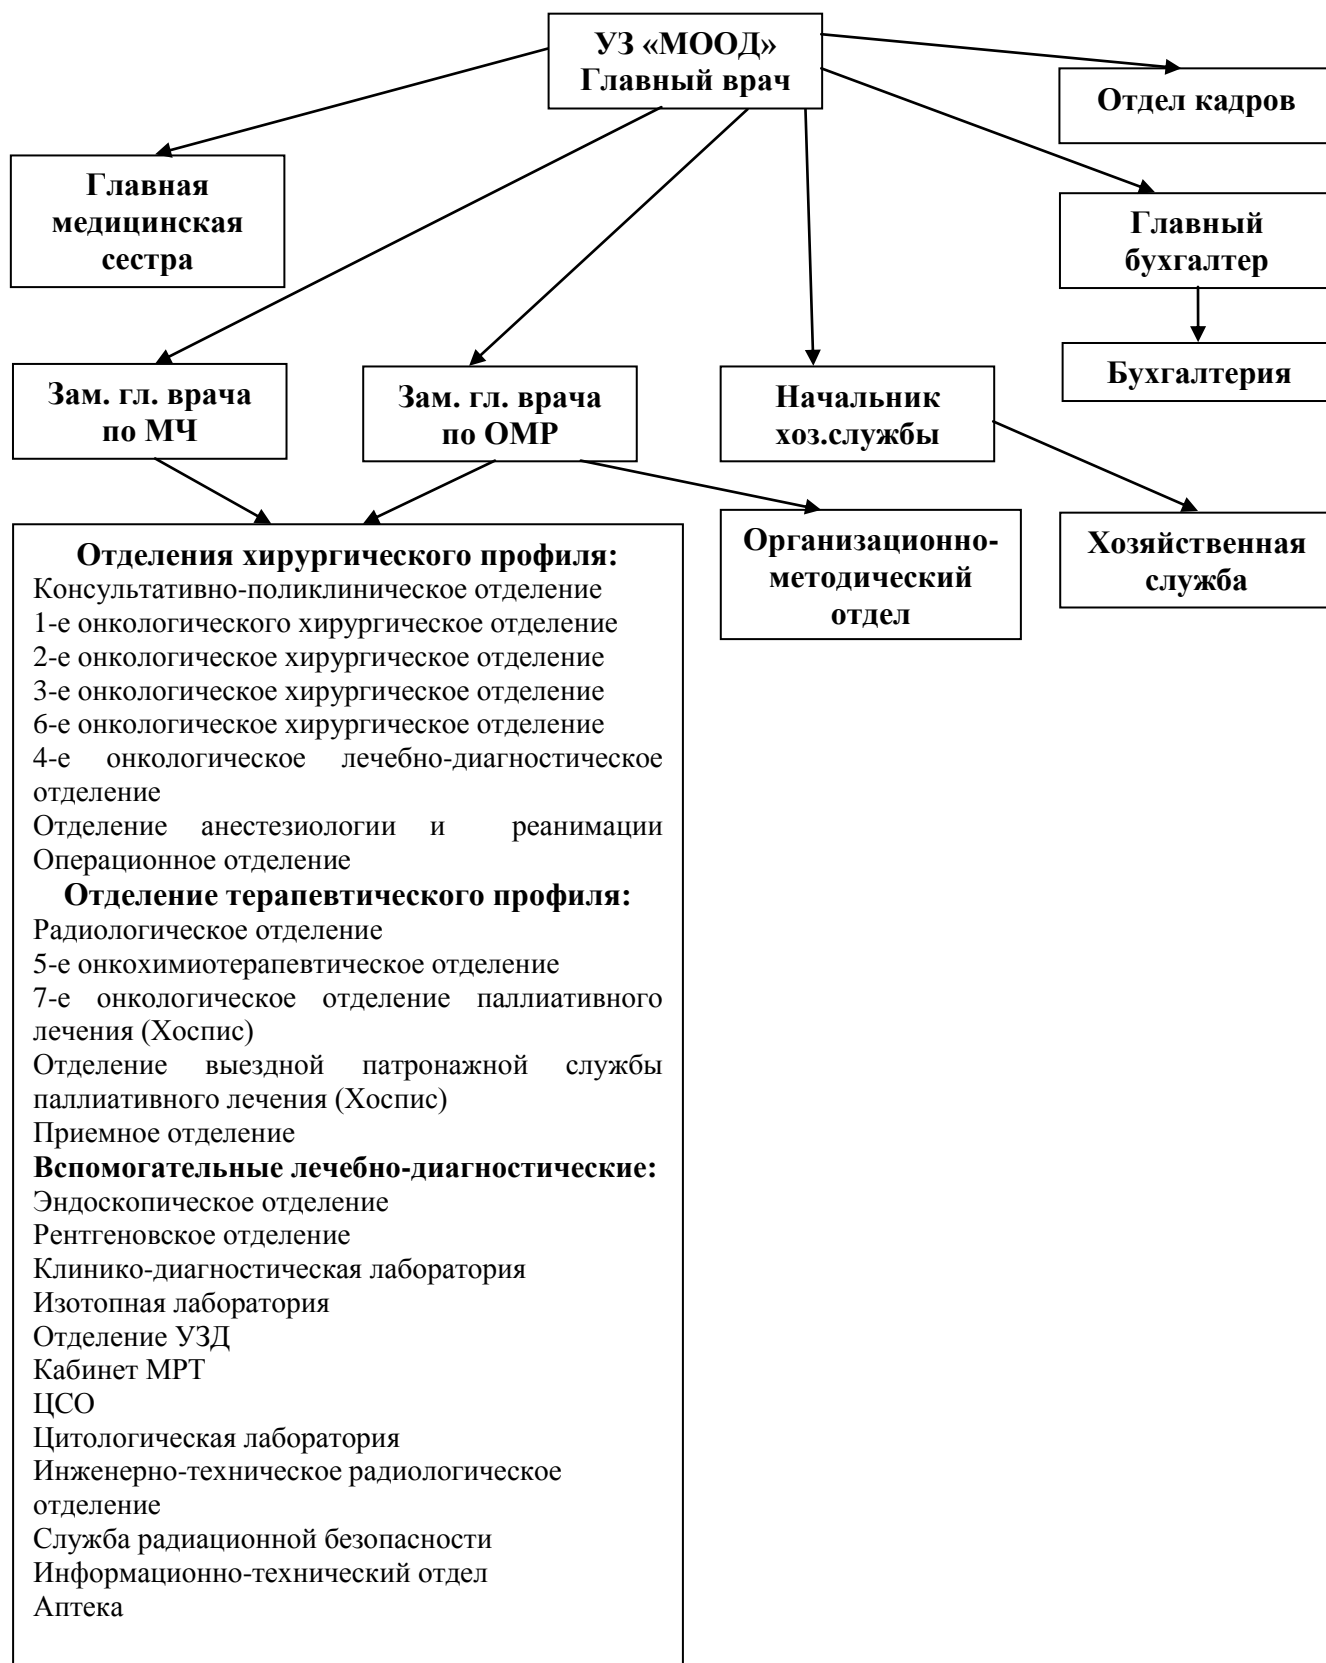 УЗ «МООД»
Главный врач
Отдел кадров
Главная
медицинская
сестра
Главный
бухгалтер
Бухгалтерия
Зам. гл. врача
по МЧ
Зам. гл. врача
по ОМР
Начальник
хоз.службы
Организационно-
методический
отдел
Хозяйственная
служба
Отделения хирургического профиля:
Консультативно-поликлиническое отделение
1-е онкологического хирургическое отделение
2-е онкологическое хирургическое отделение
3-е онкологическое хирургическое отделение
6-е онкологическое хирургическое отделение
4-е онкологическое лечебно-диагностическое
отделение
Отделение анестезиологии и реанимации
Операционное отделение
Отделение терапевтического профиля:
Радиологическое отделение
5-е онкохимиотерапевтическое отделение
7-е онкологическое отделение паллиативного
лечения (Хоспис)
Отделение выездной патронажной службы
паллиативного лечения (Хоспис)
Приемное отделение
Вспомогательные лечебно-диагностические:
Эндоскопическое отделение
Рентгеновское отделение
Клинико-диагностическая лаборатория
Изотопная лаборатория
Отделение УЗД
Кабинет МРТ
ЦСО
Цитологическая лаборатория
Инженерно-техническое радиологическое
отделение
Служба радиационной безопасности
Информационно-технический отдел
Аптека